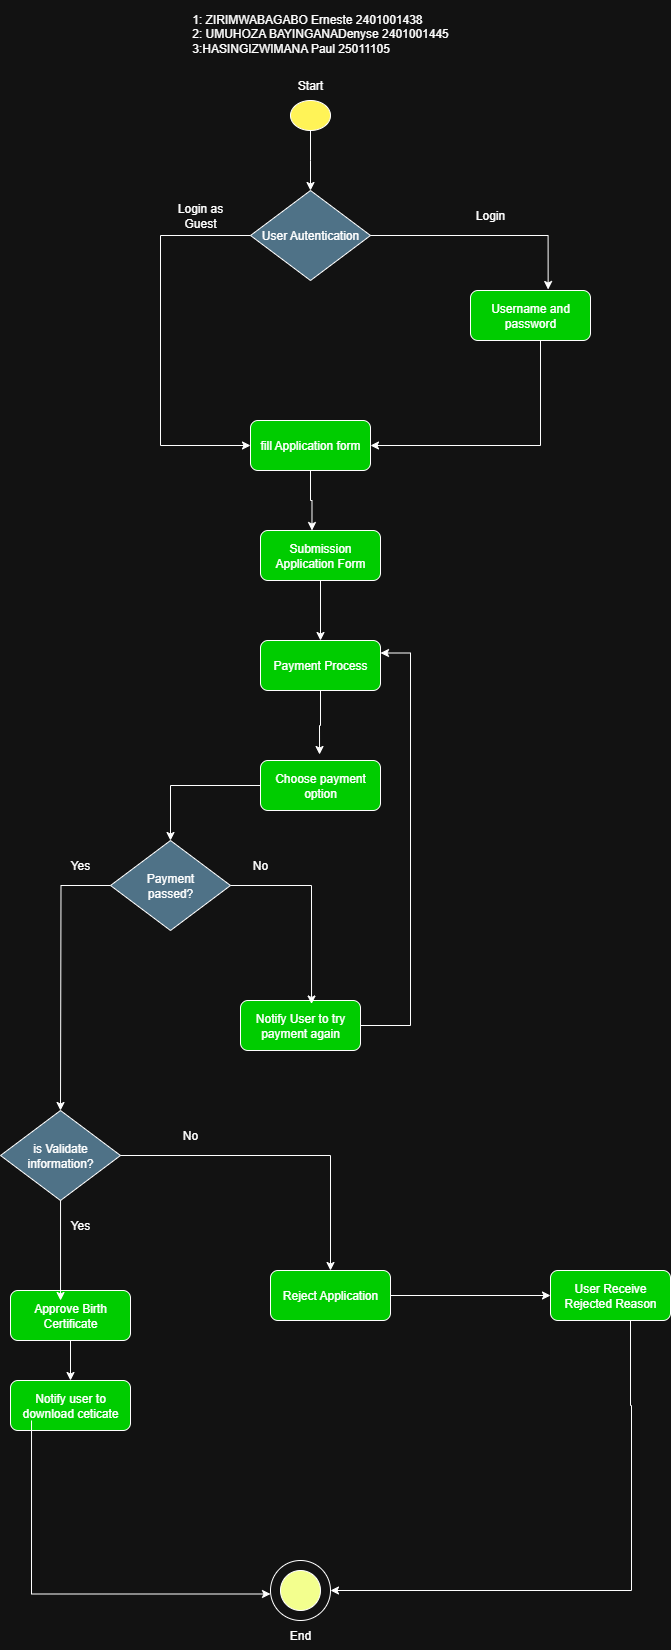 1: ZIRIMWABAGABO Erneste 2401001438
2: UMUHOZA BAYINGANADenyse 2401001445
3:HASINGIZWIMANA Paul 25011105
Start
Login as
Guest
User Autentication
Login
Username and
password
fill Application form
Submission
Application Form
Payment Process
Choose payment
option
Yes
Payment
passed?
No
Notify User to try
payment again
is Validate
information?
No
Yes
Approve Birth
Certificate
Reject Application
User Receive
Rejected Reason
Notify user to
download ceticate
End